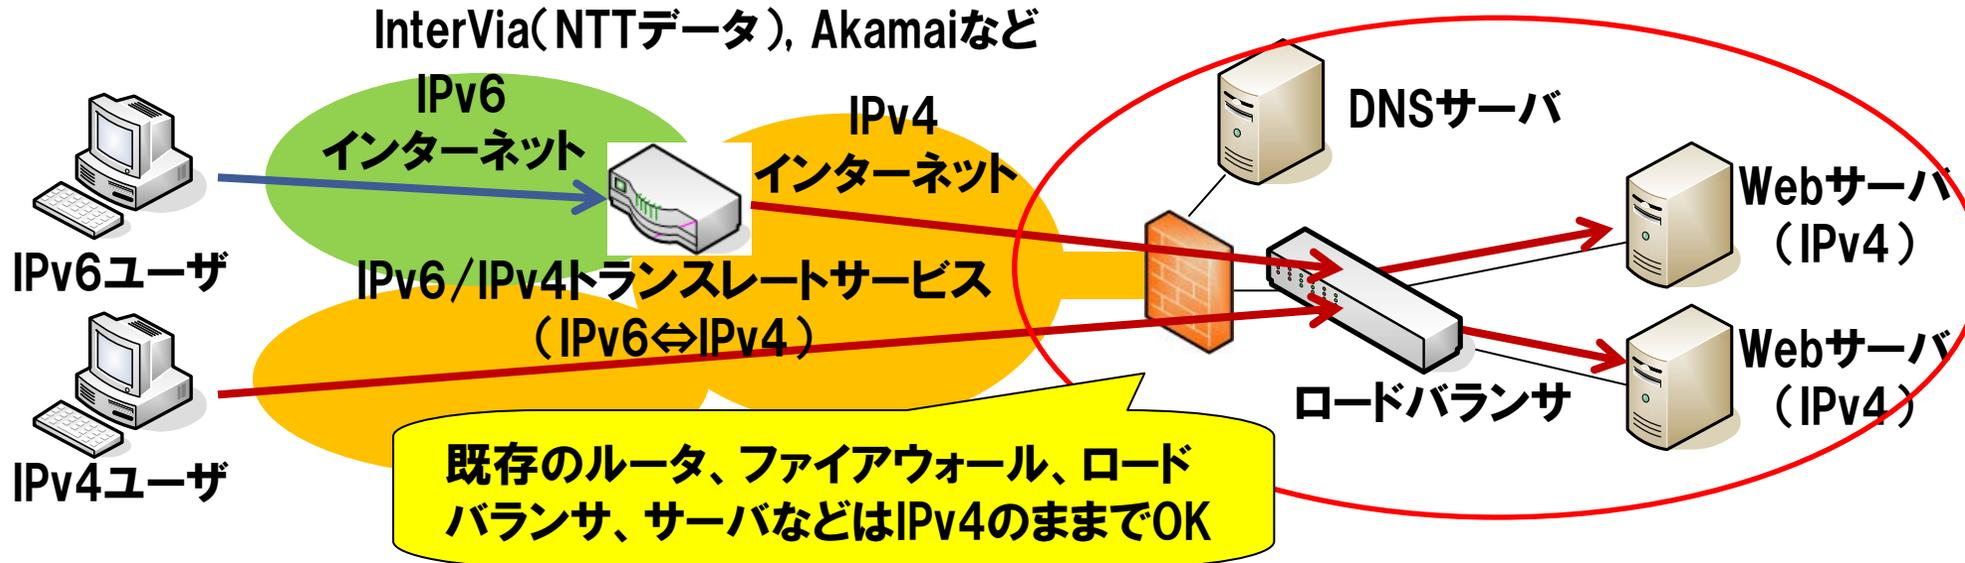 InterVia(NTTデータ), Akamaiなど
IPv6
インターネット
IPv4
インターネット
DNSサーバ
Webサーバ
（IPv4）
IPv6ユーザ
IPv6/IPv4トランスレートサービス
（IPv6⇔IPv4）
Webサーバ
（IPv4）
ロードバランサ
IPv4ユーザ
既存のルータ、ファイアウォール、ロード
バランサ、サーバなどはIPv4のままでOK